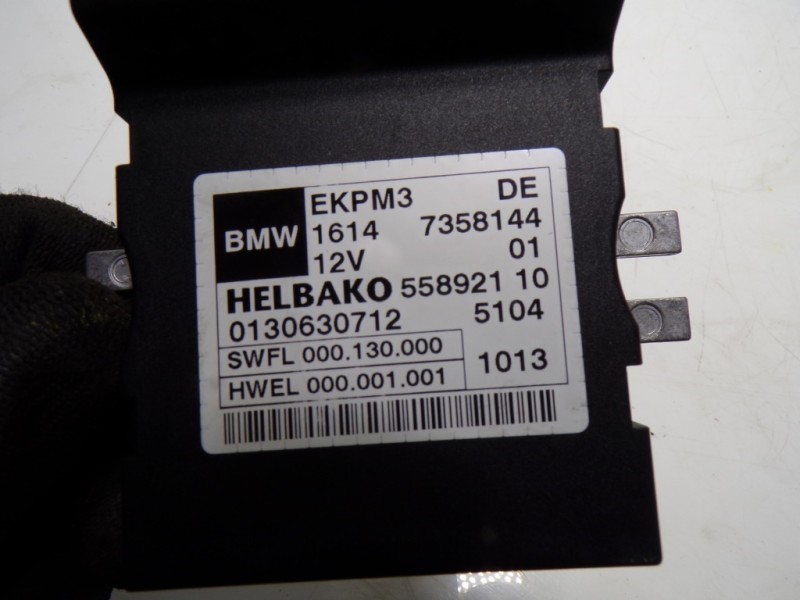 BMW EKPM3 DE
1614 7358144
12V 01
HELBAKO 558921 10
0130630712 5104
SWFL 000.130.000
HWEL 000.001.001 1013